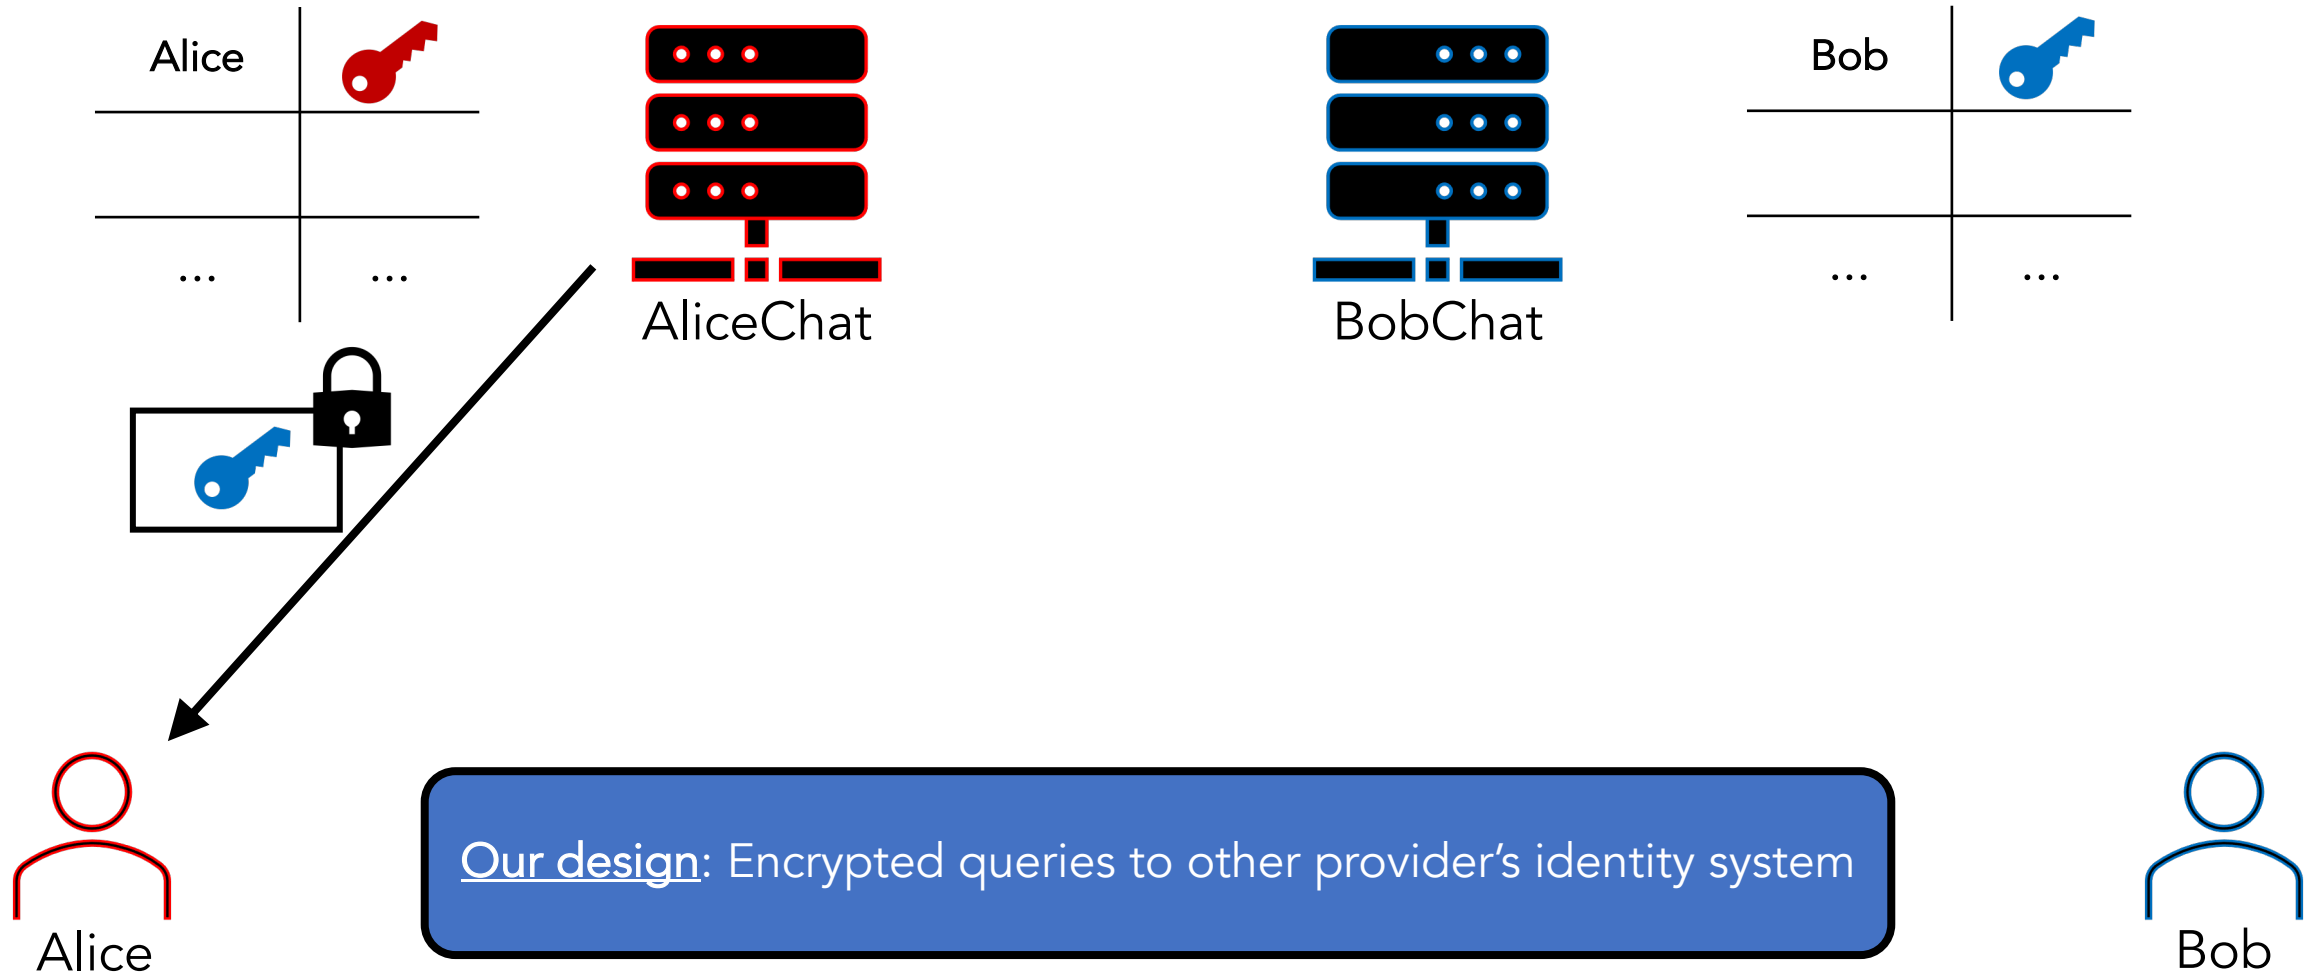 Alice
... ...
AliceChat
BobChat
Bob
... ...
Our design: Encrypted queries to other provider's identity system
Alice
Bob